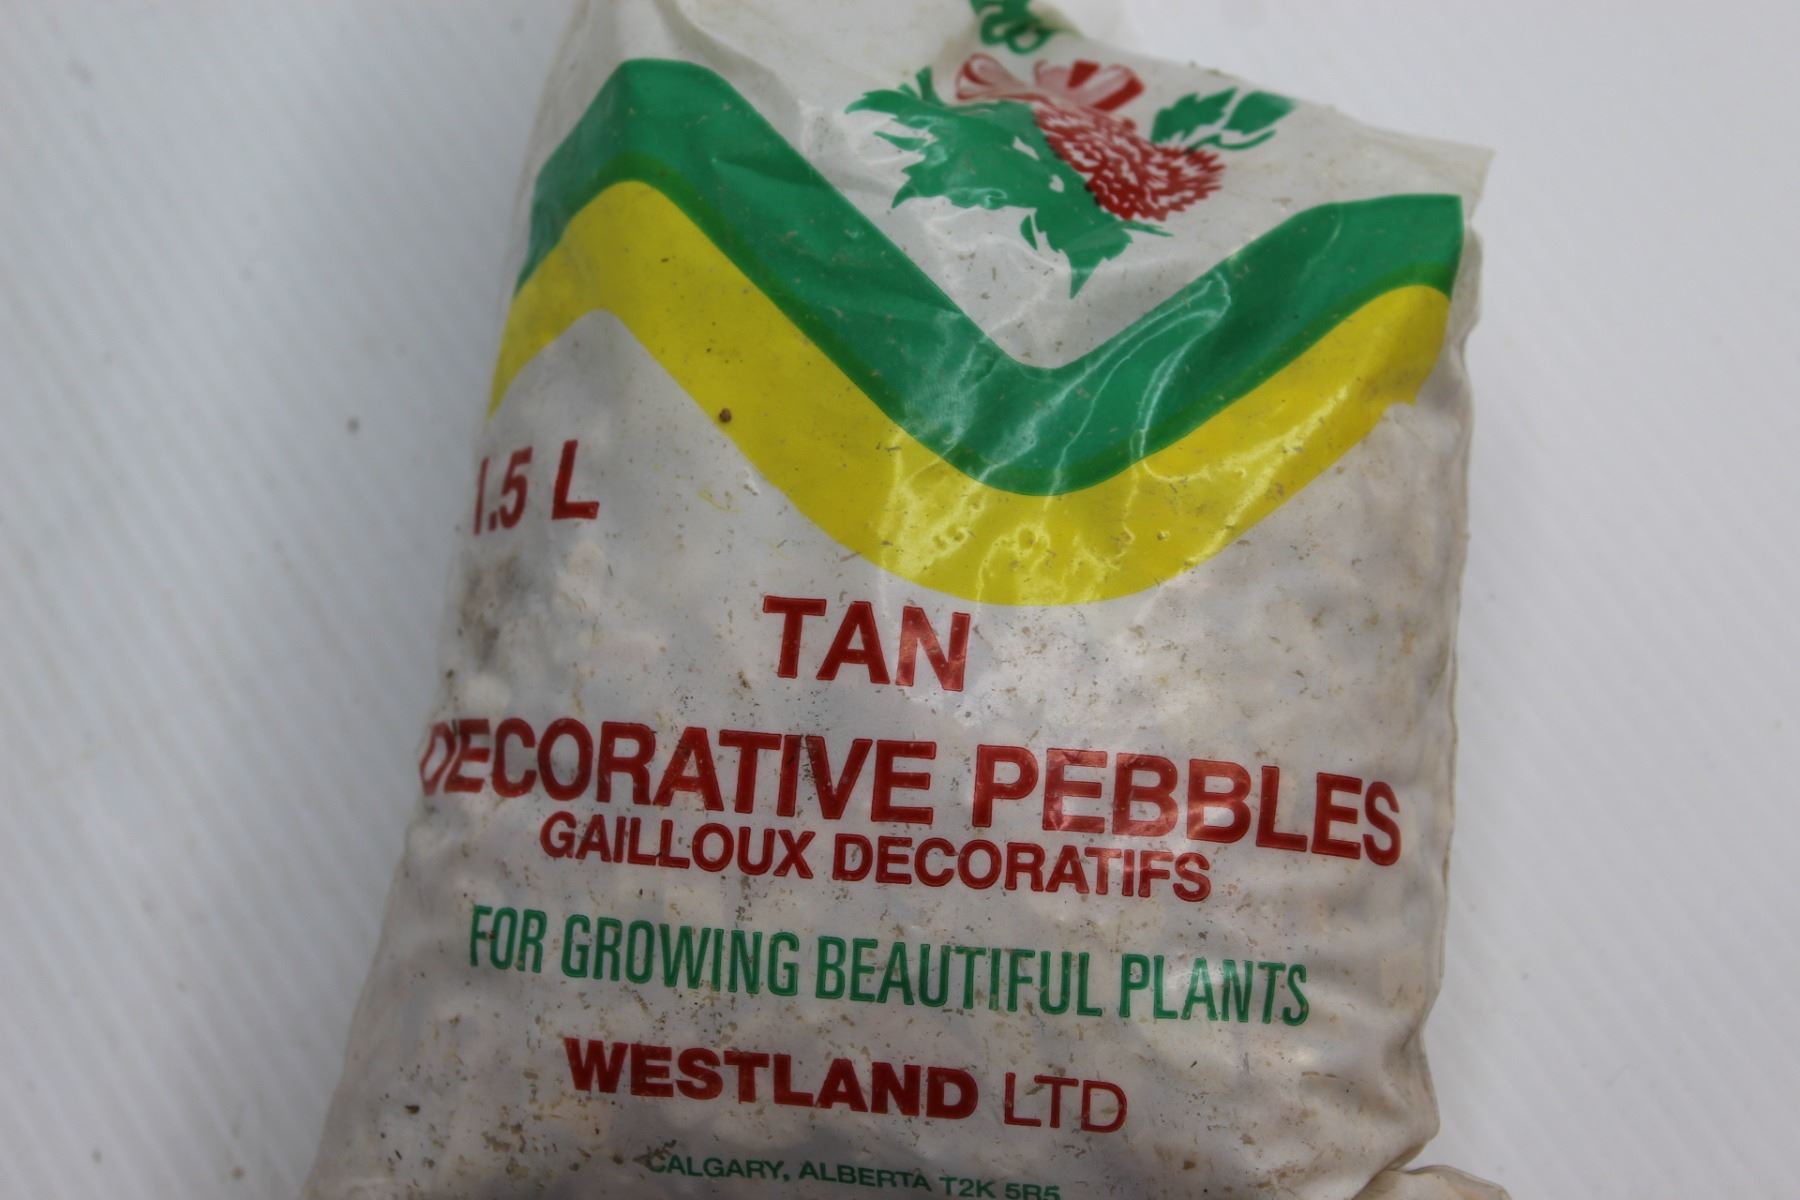 1.5 L
TAN
DECORATIVE PEBBLES
GAILLOUX DECORATIFS
FOR GROWING BEAUTIFUL PLANTS
WESTLAND LTD
CALGARY, ALBERTA T2K 5R5